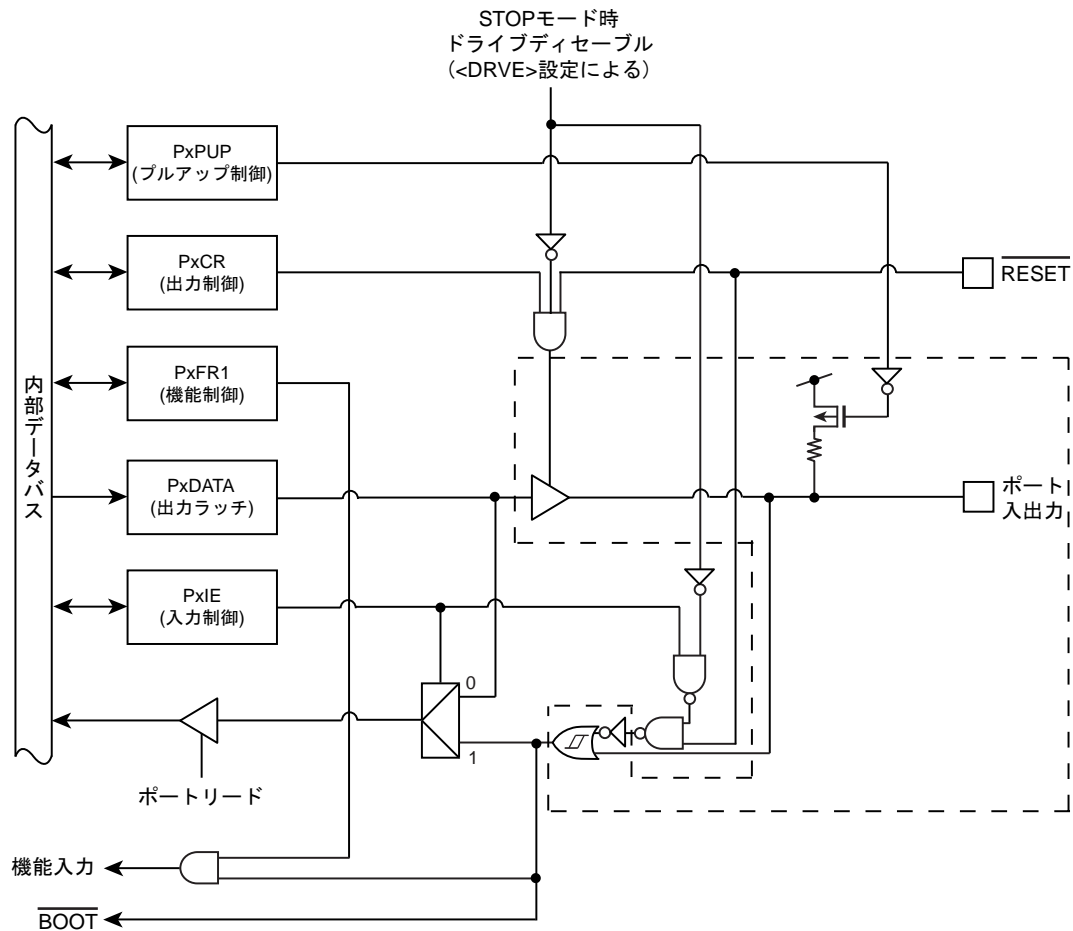 STOPモード時
ドライブディセーブル
(<DRVE>設定による)
PxPUP
(プルアップ制御)
PxCR
(出力制御)
RESET
PxFR1
(機能制御)
内部データバス
PxDATA
(出力ラッチ)
ポート
入出力
PxIE
(入力制御)
0
1
ポートリード
機能入力
BOOT